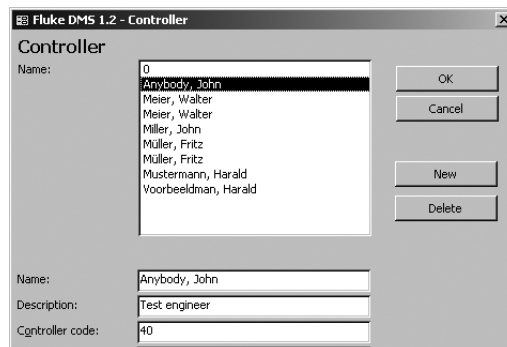 Fluke DMS 1.2 - Controller
Controller
Name:
0
Anybody, John
Meier, Walter
Meier, Walter
Miller, John
Müller, Fritz
Müller, Fritz
Mustermann, Harald
Voorbeeldman, Harald
OK
Cancel
New
Delete
Name: Anybody, John
Description: Test engineer
Controller code: 40